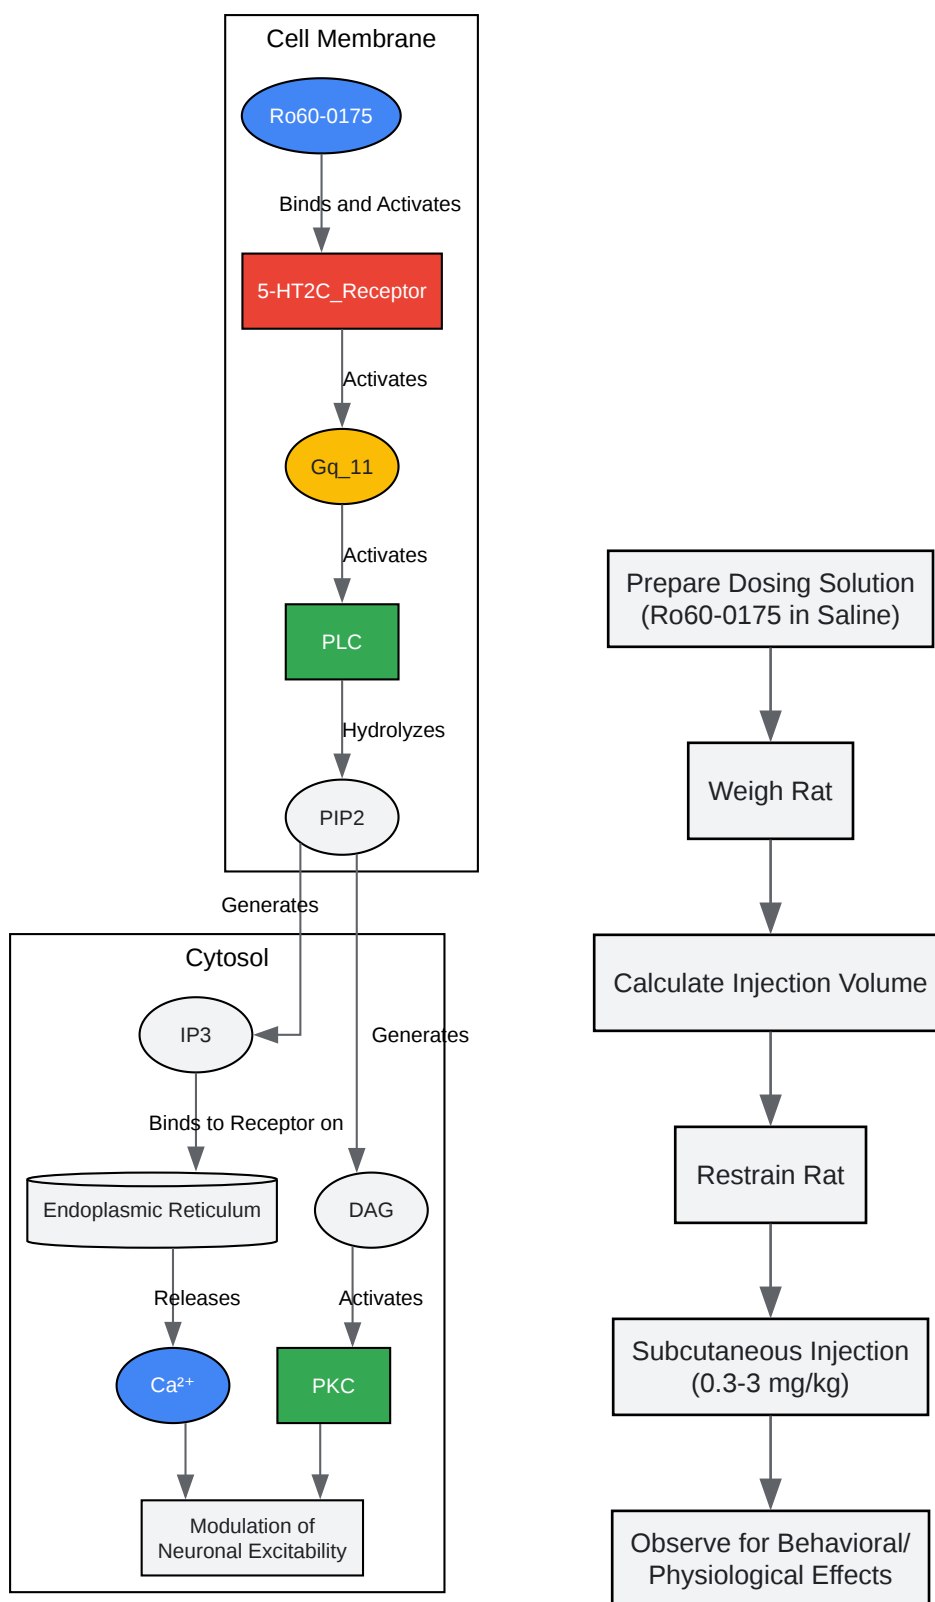 Cell Membrane
Ro60-0175
Binds and Activates
5-HT2C_Receptor
Activates
Gq_11
Activates
PLC
Hydrolyzes
PIP2
Generates
Cytosol
IP3
Generates
Binds to Receptor on
Endoplasmic Reticulum
DAG
Releases
Activates
Ca²⁺
PKC
Modulation of
Neuronal Excitability
Prepare Dosing Solution
(Ro60-0175 in Saline)
Weigh Rat
Calculate Injection Volume
Restrain Rat
Subcutaneous Injection
(0.3-3 mg/kg)
Observe for Behavioral/
Physiological Effects